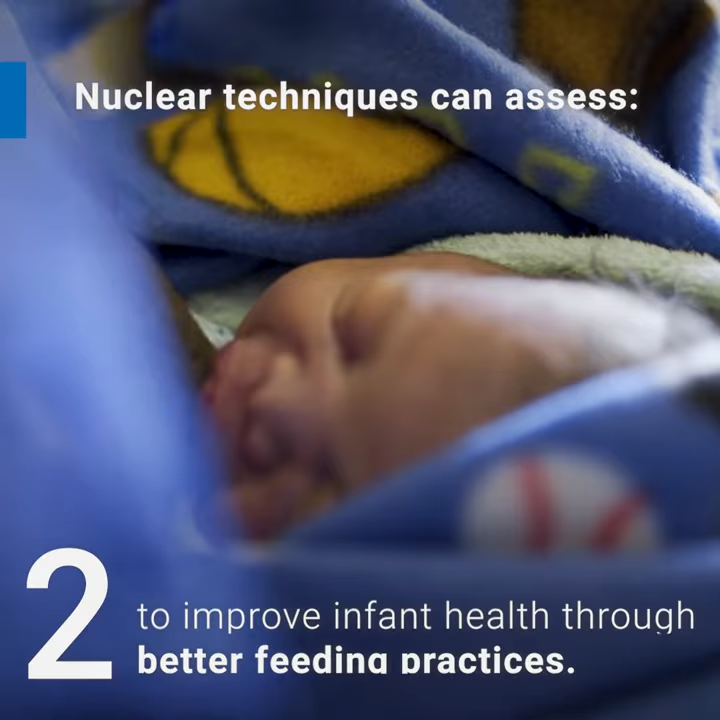 Nuclear techniques can assess:
2
to improve infant health through
better feeding practices.